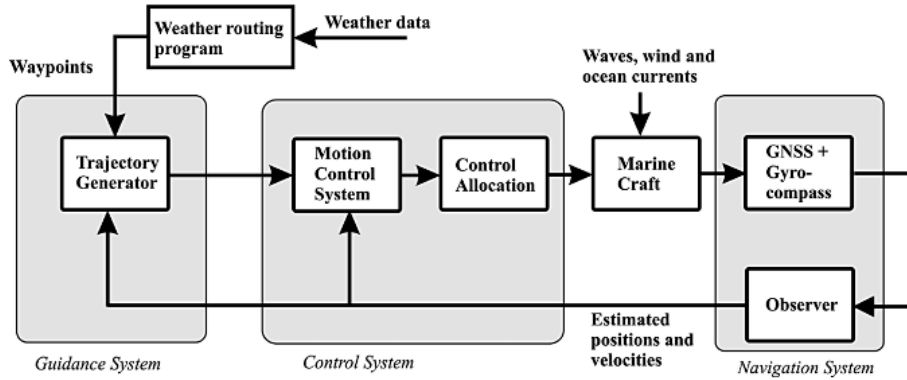 Weather routing
program
Weather data
Waypoints
Waves, wind and
ocean currents
Trajectory
Generator
Motion
Control
System
Control
Allocation
Marine
Craft
GNSS +
Gyro-
compass
Observer
Estimated
positions and
velocities
Guidance System
Control System
Navigation System